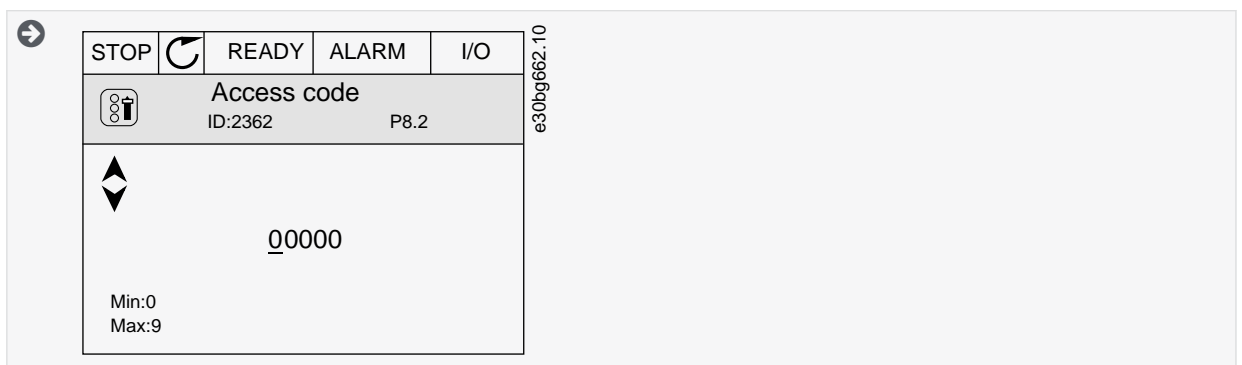 STOP READY ALARM I/O
Access code
ID:2362 P8.2
00000
Min:0
Max:9
e30bg662.10